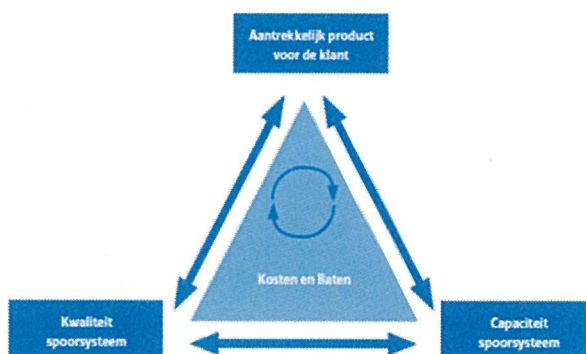 Aantrekkelijk product
voor de klant
Kosten en Baten
Kwaliteit
spoorsysteem
Capaciteit
spoorsysteem